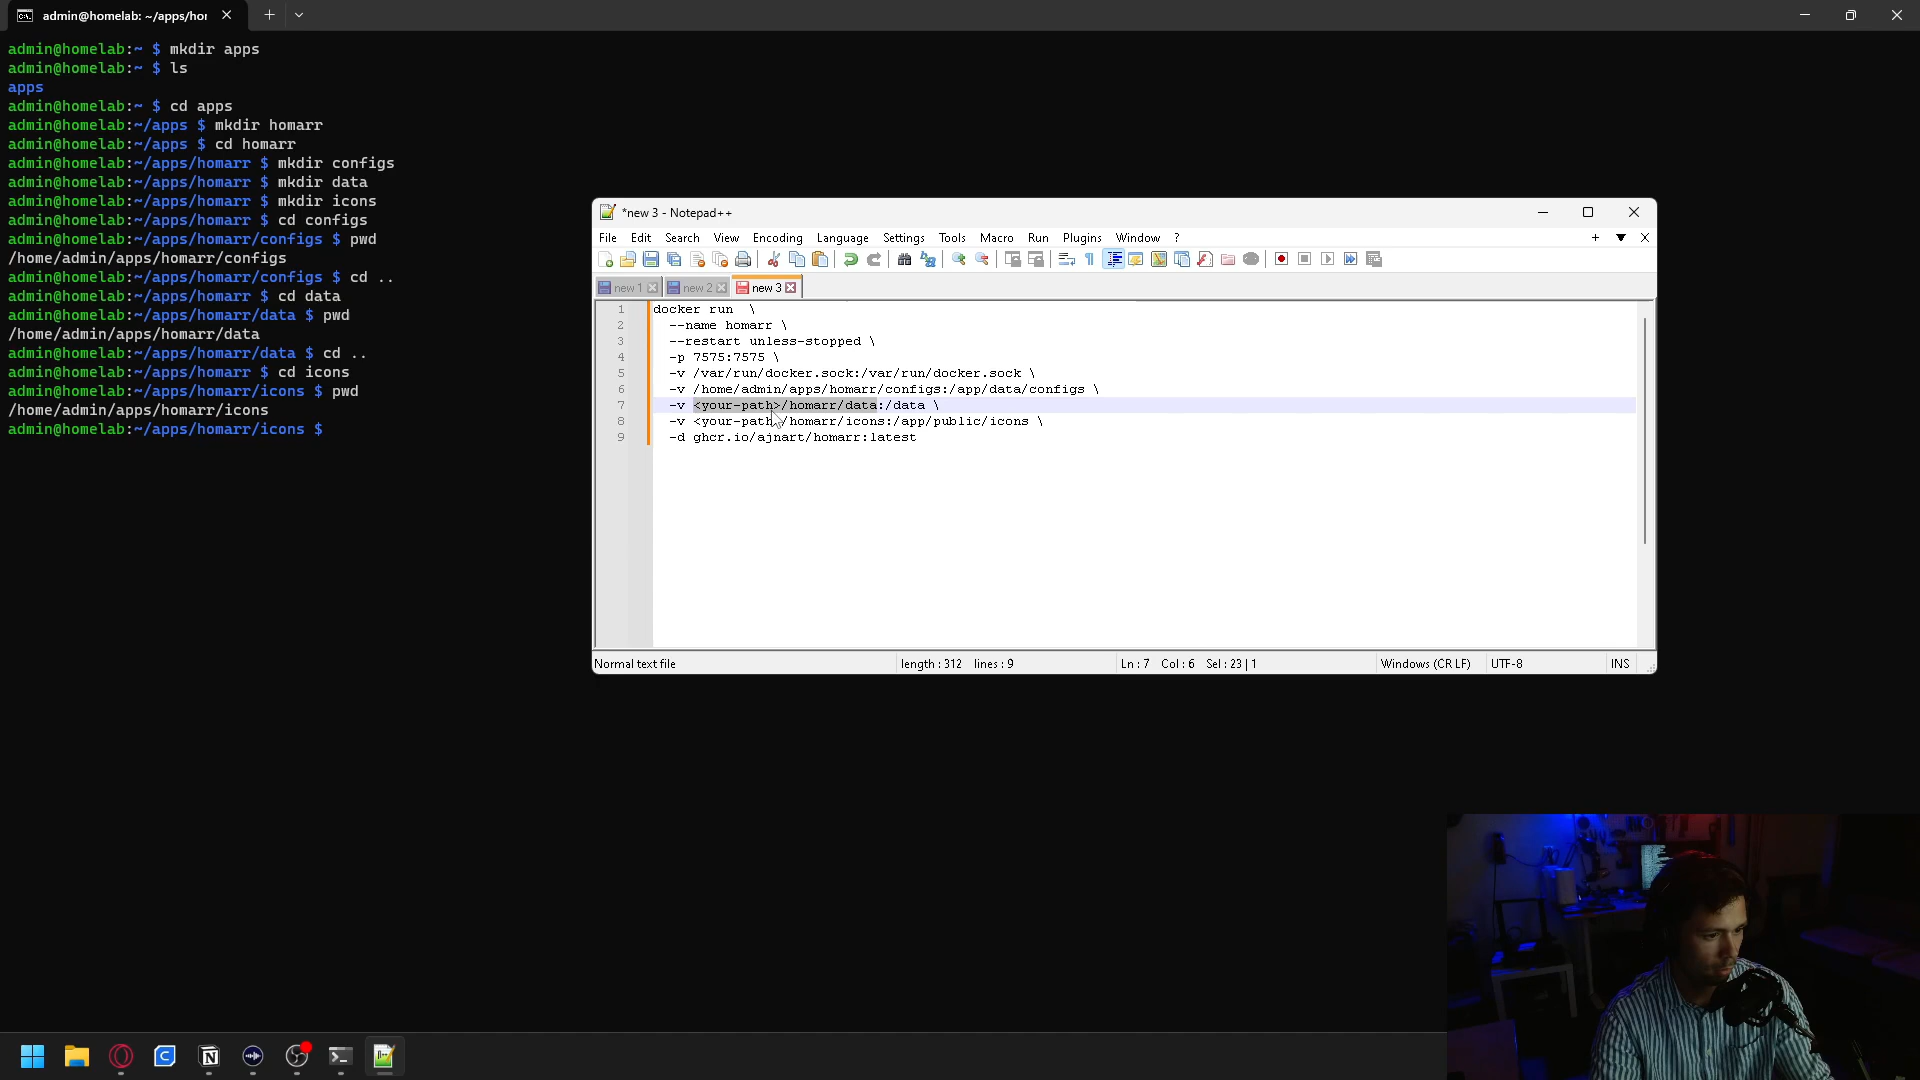 admin@homelab: ~/apps/hor
admin@homelab:~ $ mkdir apps
admin@homelab:~ $ ls
apps
admin@homelab:~ $ cd apps
admin@homelab:~/apps $ mkdir homarr
admin@homelab:~/apps $ cd homarr
admin@homelab:~/apps/homarr $ mkdir configs
admin@homelab:~/apps/homarr $ mkdir data
admin@homelab:~/apps/homarr $ mkdir icons
admin@homelab:~/apps/homarr $ cd configs
admin@homelab:~/apps/homarr/configs $ pwd
/home/admin/apps/homarr/configs
admin@homelab:~/apps/homarr/configs $ cd ..
admin@homelab:~/apps/homarr $ cd data
admin@homelab:~/apps/homarr/data $ pwd
/home/admin/apps/homarr/data
admin@homelab:~/apps/homarr/data $ cd ..
admin@homelab:~/apps/homarr $ cd icons
admin@homelab:~/apps/homarr/icons $ pwd
/home/admin/apps/homarr/icons
admin@homelab:~/apps/homarr/icons $
*new 3 - Notepad++
File Edit Search View Encoding Language Settings Tools Macro Run Plugins Window ?
new 1 new 2 new 3
1 docker run \
2 --name homarr \
3 --restart unless-stopped \
4 -p 7575:7575 \
5 -v /var/run/docker.sock:/var/run/docker.sock \
6 -v /home/admin/apps/homarr/configs:/app/data/configs \
7 -v <your-path>/homarr/data:/data \
8 -v <your-path>/homarr/icons:/app/public/icons \
9 -d ghcr.io/ajnart/homarr:latest
Normal text file length : 312 lines : 9 Ln : 7 Col : 6 Sel : 23 | 1 Windows (CR LF) UTF-8 INS